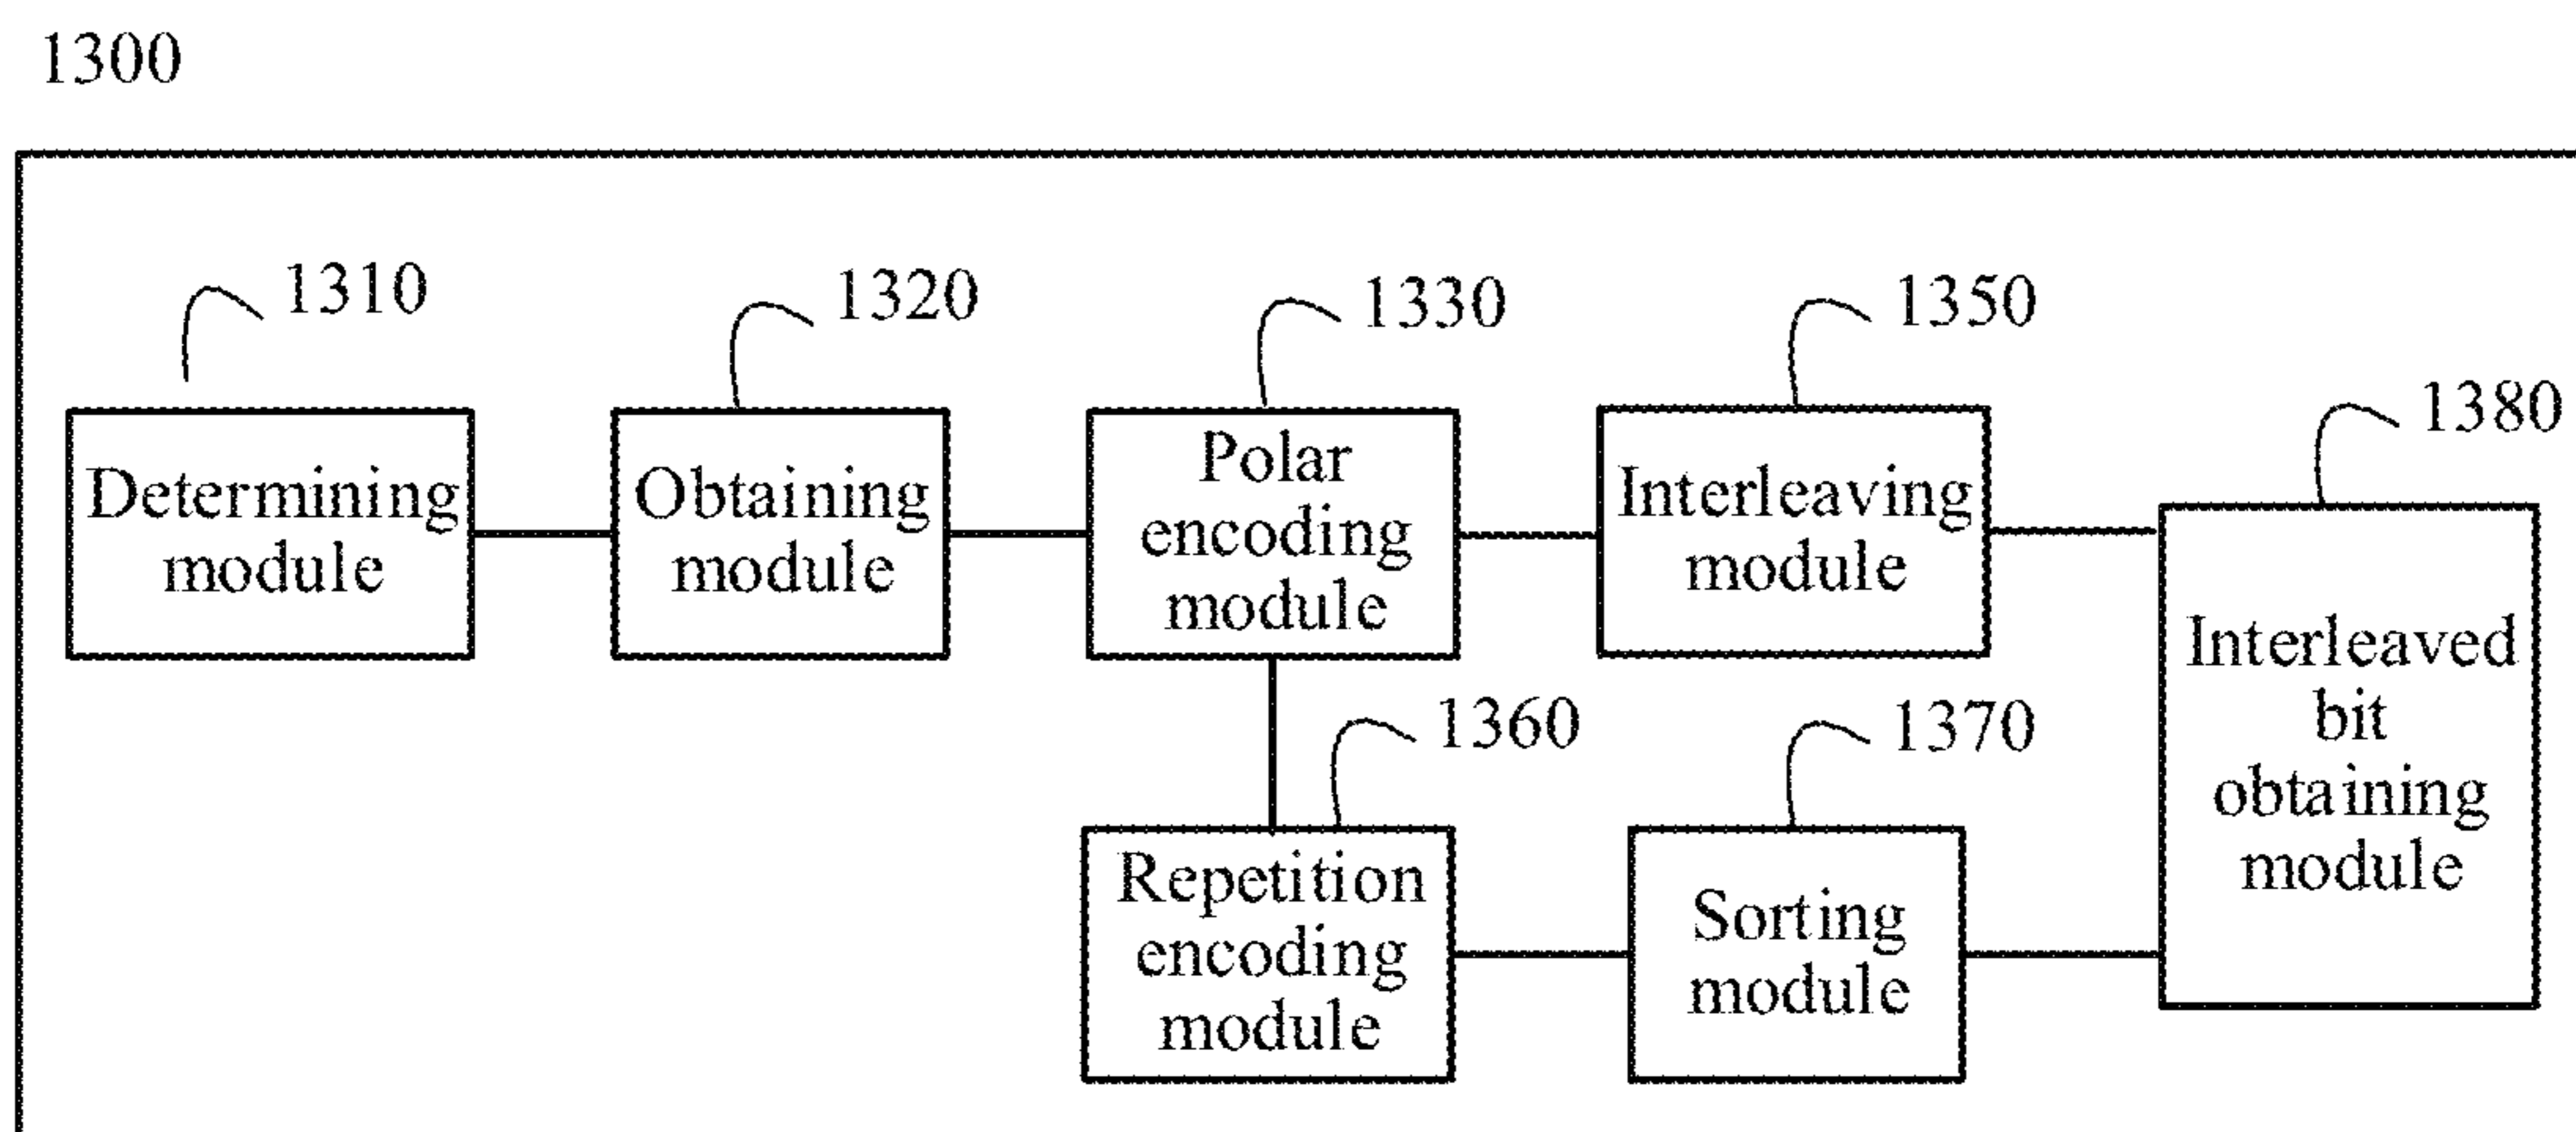 1300
1310
Determining
module
1320
Obtaining
module
1330
Polar
encoding
module
1350
Interleaving
module
1380
Interleaved
bit
obtaining
module
1360
Repetition
encoding
module
1370
Sorting
module